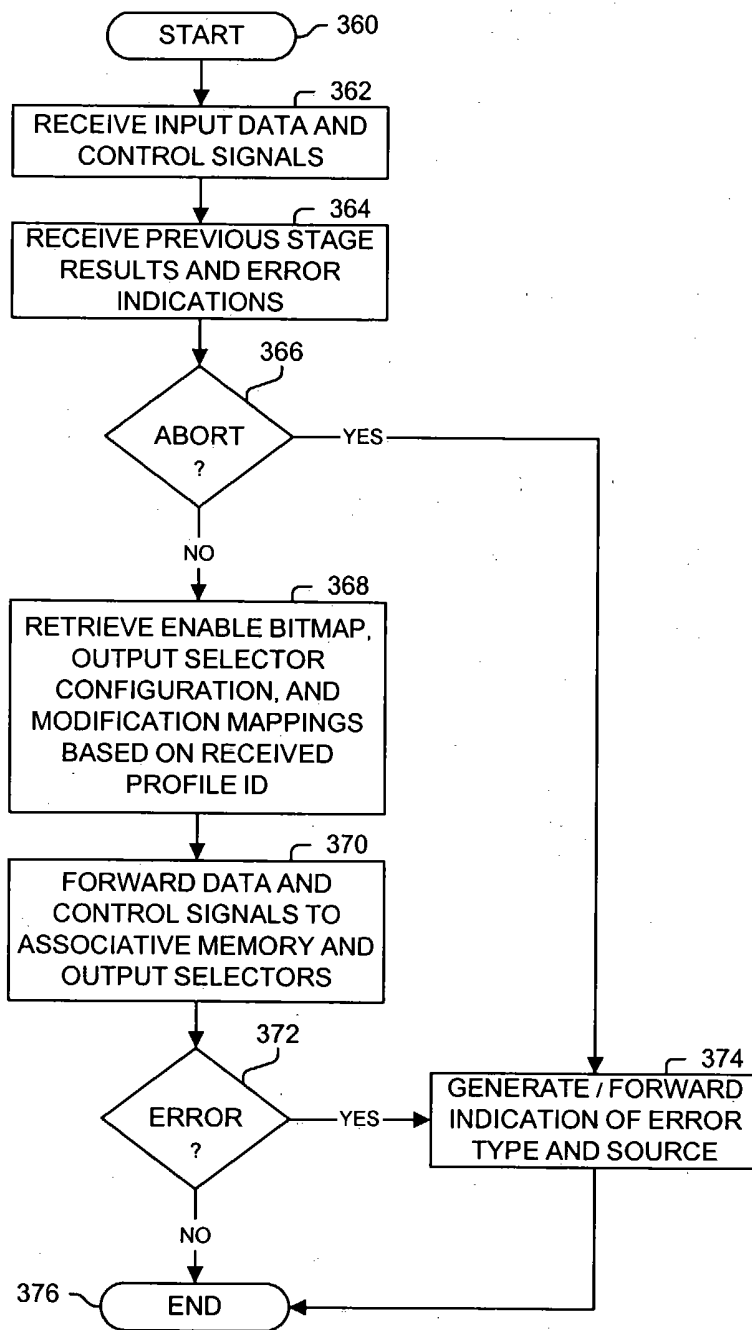 START
360
362
RECEIVE INPUT DATA AND
CONTROL SIGNALS
364
RECEIVE PREVIOUS STAGE
RESULTS AND ERROR
INDICATIONS
366
ABORT
?
YES
NO
368
RETRIEVE ENABLE BITMAP,
OUTPUT SELECTOR
CONFIGURATION, AND
MODIFICATION MAPPINGS
BASED ON RECEIVED
PROFILE ID
370
FORWARD DATA AND
CONTROL SIGNALS TO
ASSOCIATIVE MEMORY AND
OUTPUT SELECTORS
372
ERROR
?
YES
374
GENERATE / FORWARD
INDICATION OF ERROR
TYPE AND SOURCE
NO
376
END